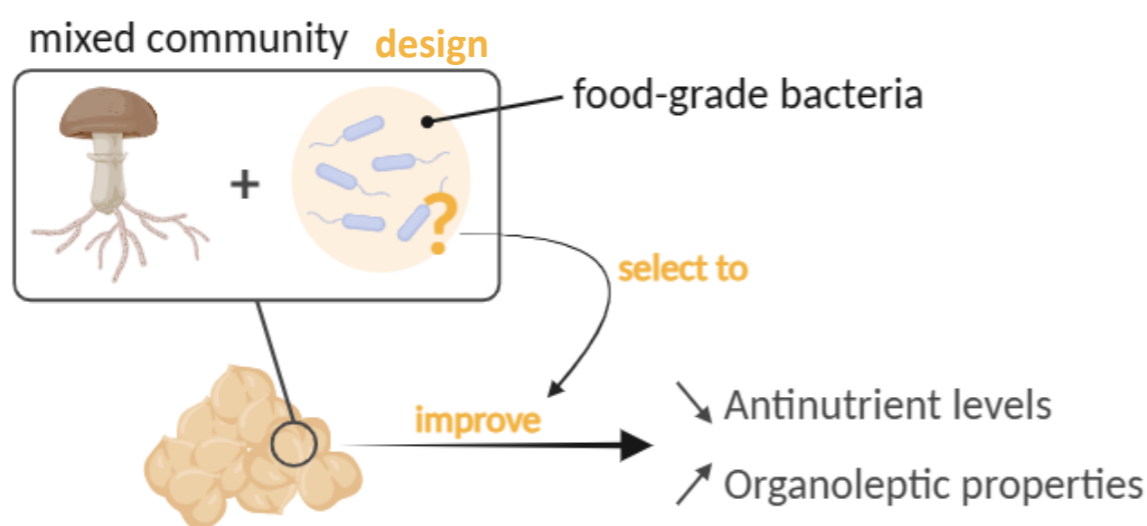 mixed community design
food-grade bacteria
+
?
select to
improve
↘ Antinutrient levels
↗ Organoleptic properties